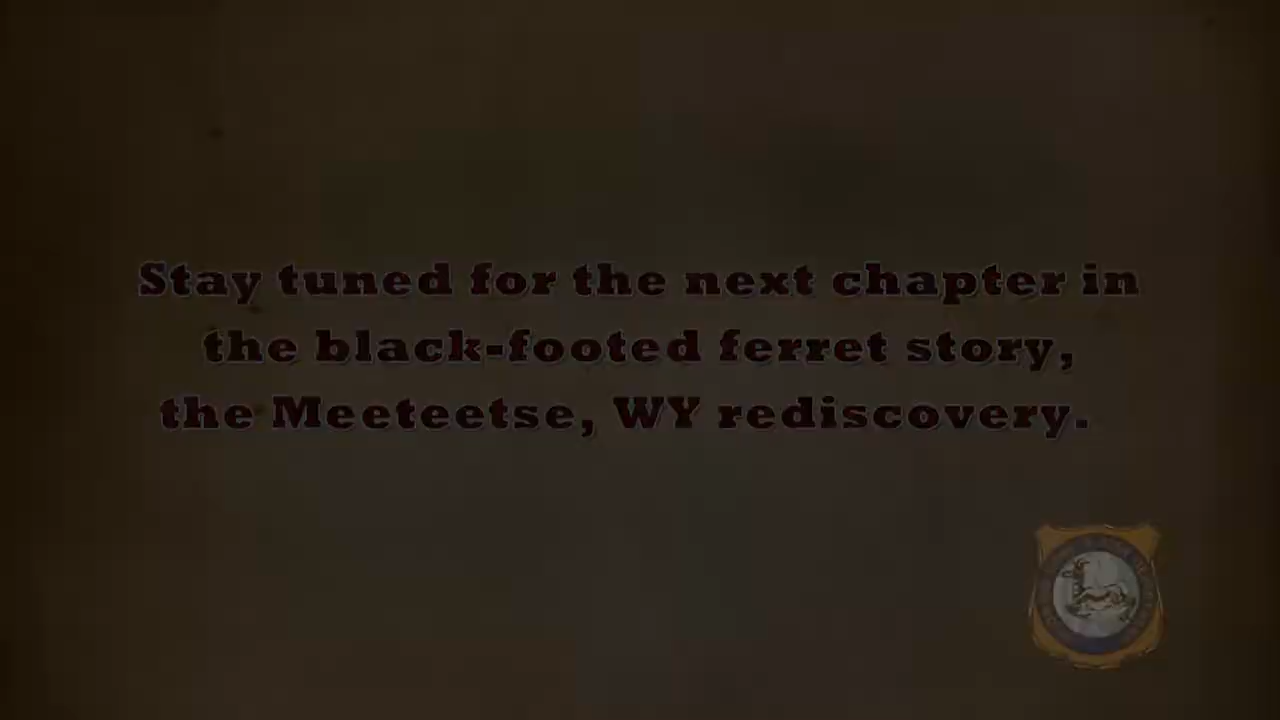 Stay tuned for the next chapter in
the black-footed ferret story,
the Meeteetse, WY rediscovery.